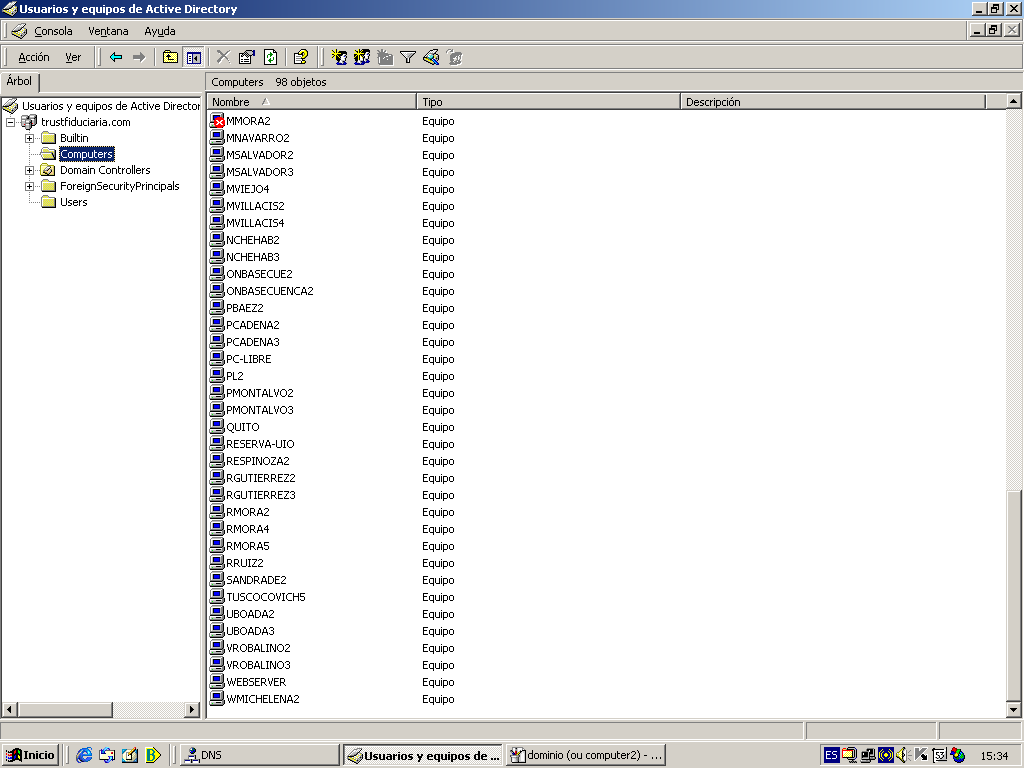 Usuarios y equipos de Active Directory
Consola Ventana Ayuda
Acción Ver
Árbol
Computers 98 objetos
Nombre Tipo Descripción
Usuarios y equipos de Active Director
trustfiduciaria.com
Builtin
Computers
Domain Controllers
ForeignSecurityPrincipals
Users
MMORA2 Equipo
MNAVARRO2 Equipo
MSALVADOR2 Equipo
MSALVADOR3 Equipo
MVIEJO4 Equipo
MVILLACIS2 Equipo
MVILLACIS4 Equipo
NCHEHAB2 Equipo
NCHEHAB3 Equipo
ONBASECUE2 Equipo
ONBASECUENCA2 Equipo
PBAEZ2 Equipo
PCADENA2 Equipo
PCADENA3 Equipo
PC-LIBRE Equipo
PL2 Equipo
PMONTALVO2 Equipo
PMONTALVO3 Equipo
QUITO Equipo
RESERVA-UIO Equipo
RESPINOZA2 Equipo
RGUTIERREZ2 Equipo
RGUTIERREZ3 Equipo
RMORA2 Equipo
RMORA4 Equipo
RMORA5 Equipo
RRUIZ2 Equipo
SANDRADE2 Equipo
TUSCOCOVICH5 Equipo
UBOADA2 Equipo
UBOADA3 Equipo
VROBALINO2 Equipo
VROBALINO3 Equipo
WEBSERVER Equipo
WMICHELENA2 Equipo
Inicio DNS Usuarios y equipos de ... dominio (ou computer2) - ... ES 15:34